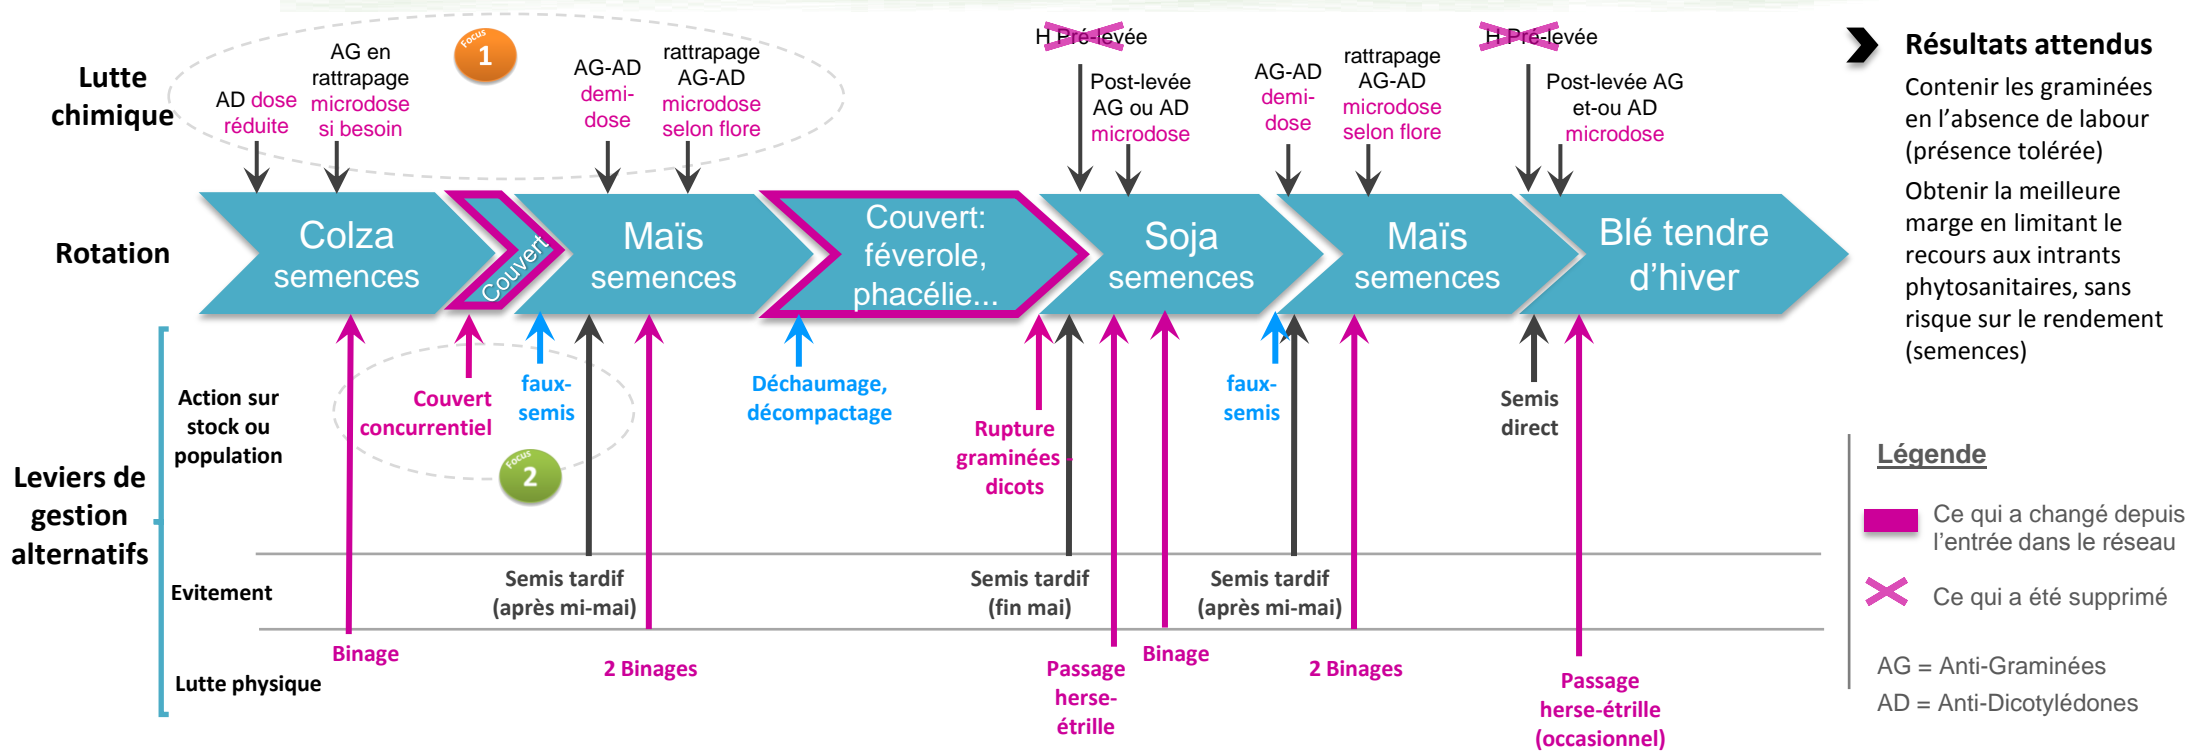 Lutte
chimique
AD dose
réduite
AG en
rattrapage
microdose
si besoin
Focus
1
AG-AD
demi-
dose
rattrapage
AG-AD
microdose
selon flore
H Pré-levée
Post-levée
AG ou AD
microdose
AG-AD
demi-
dose
rattrapage
AG-AD
microdose
selon flore
H Pré-levée
Post-levée AG
et-ou AD
microdose
Rotation
Colza
semences
Couvert
Maïs
semences
Couvert:
féverole,
phacélie...
Soja
semences
Maïs
semences
Blé tendre
d’hiver
Leviers de
gestion
alternatifs
Action sur
stock ou
population
Couvert
concurrentiel
faux-
semis
Focus
2
Déchaumage,
décompactage
Rupture
graminées -
dicots
faux-
semis
Semis
direct
Evitement
Semis tardif
(après mi-mai)
Semis tardif
(fin mai)
Semis tardif
(après mi-mai)
Lutte physique
Binage
2 Binages
Passage
herse-
étrille
Binage
2 Binages
Passage
herse-étrille
(occasionnel)
Résultats attendus
Contenir les graminées
en l’absence de labour
(présence tolérée)
Obtenir la meilleure
marge en limitant le
recours aux intrants
phytosanitaires, sans
risque sur le rendement
(semences)
Légende
Ce qui a changé depuis
l’entrée dans le réseau
Ce qui a été supprimé
AG = Anti-Graminées
AD = Anti-Dicotylédones